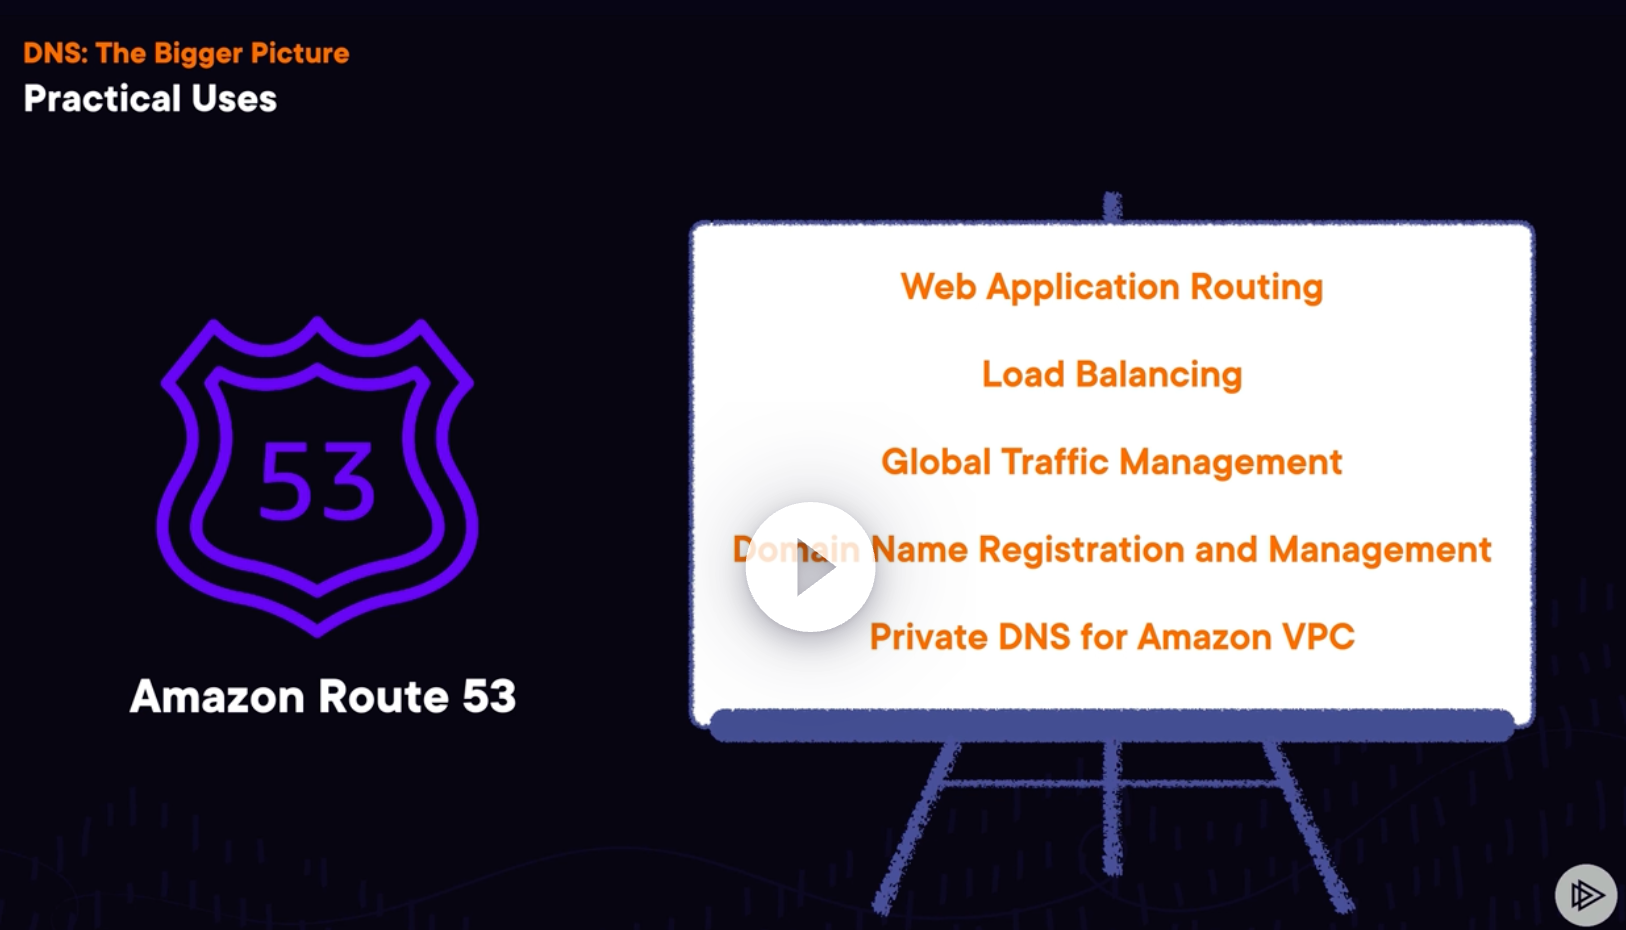 DNS: The Bigger Picture
Practical Uses
53
Amazon Route 53
Web Application Routing
Load Balancing
Global Traffic Management
Domain Name Registration and Management
Private DNS for Amazon VPC